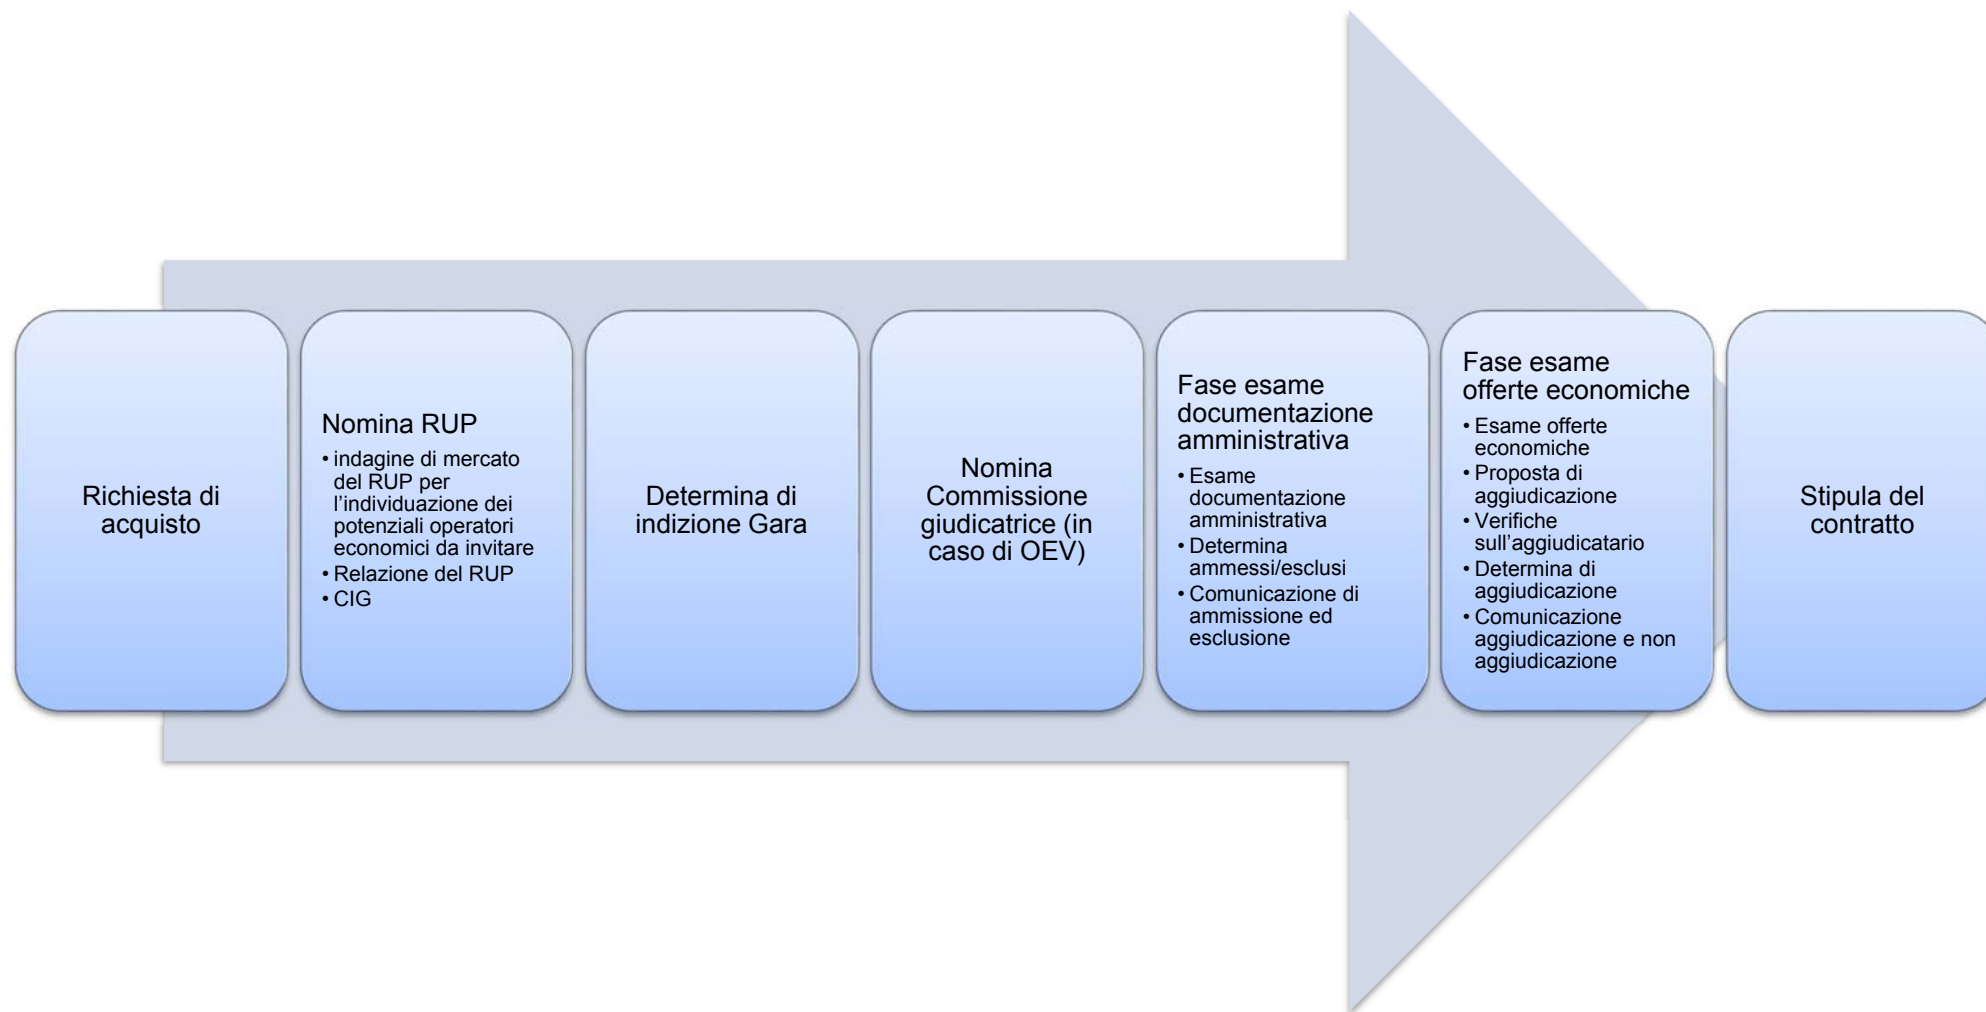 Richiesta di
acquisto
Nomina RUP
• indagine di mercato
del RUP per
l’individuazione dei
potenziali operatori
economici da invitare
• Relazione del RUP
• CIG
Determina di
indizione Gara
Nomina
Commissione
giudicatrice (in
caso di OEV)
Fase esame
documentazione
amministrativa
• Esame
documentazione
amministrativa
• Determina
ammessi/esclusi
• Comunicazione di
ammissione ed
esclusione
Fase esame
offerte economiche
• Esame offerte
economiche
• Proposta di
aggiudicazione
• Verifiche
sull’aggiudicatario
• Determina di
aggiudicazione
• Comunicazione
aggiudicazione e non
aggiudicazione
Stipula del
contratto